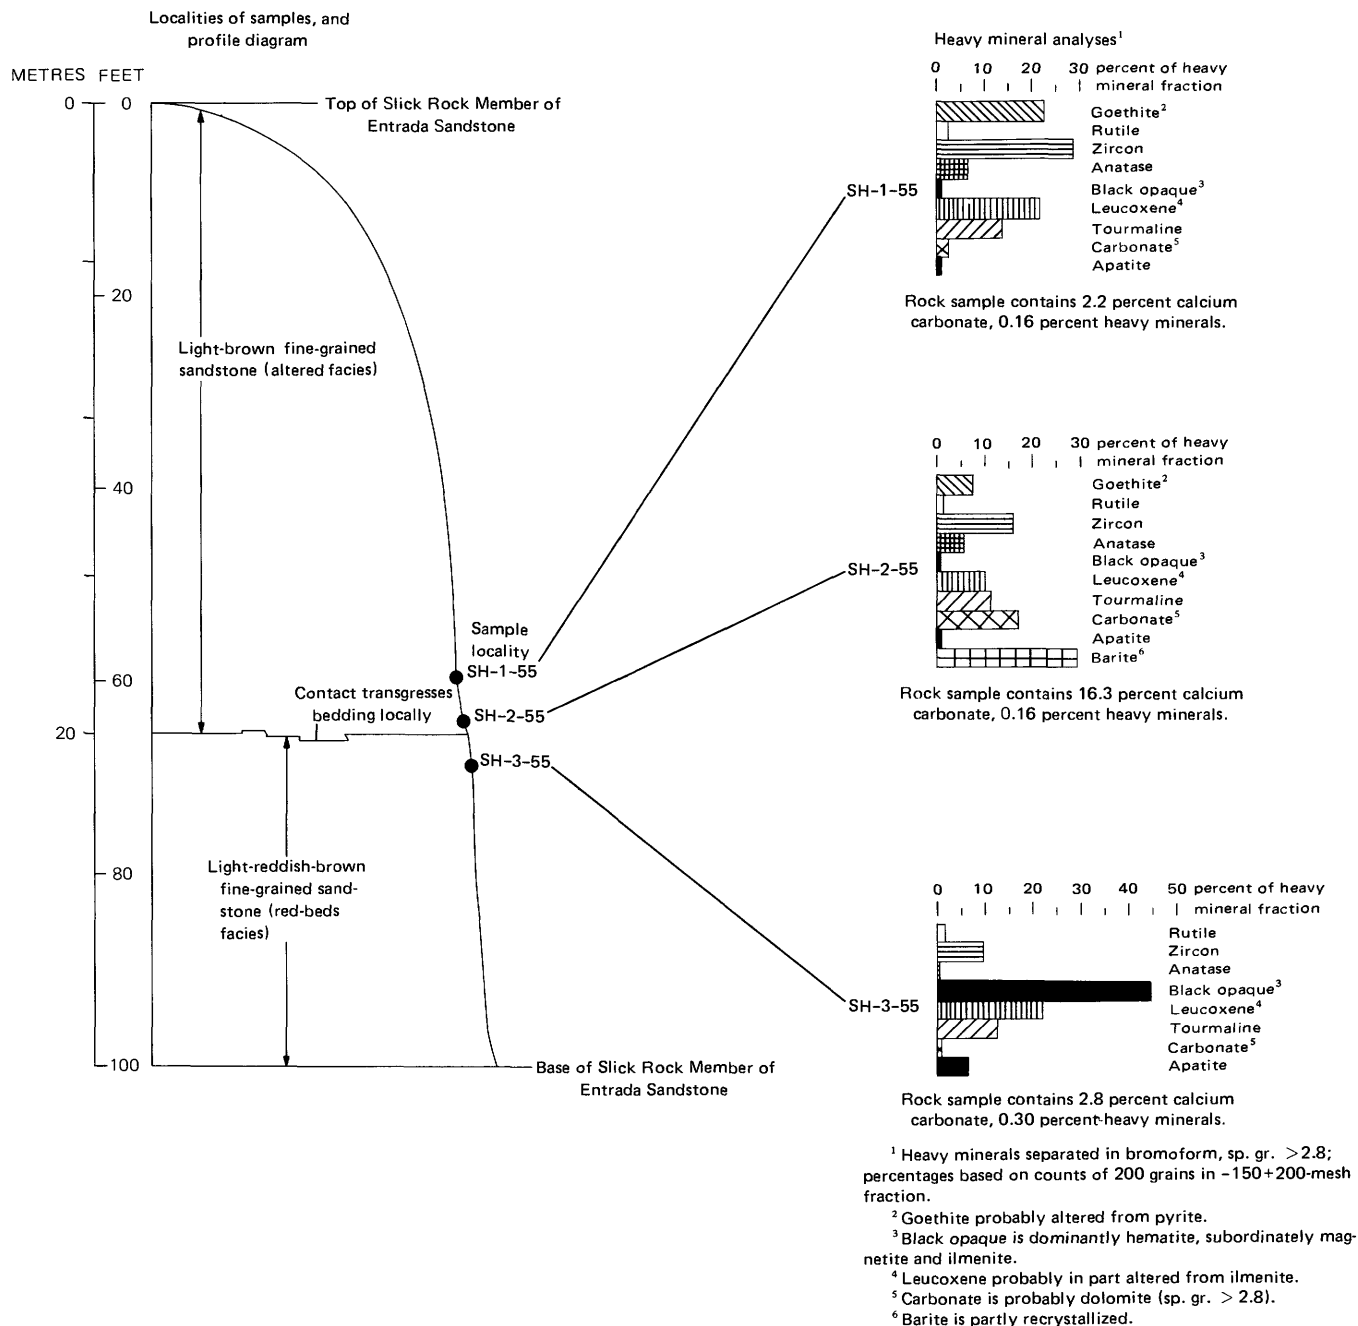 Localities of samples, and
profile diagram
METRES FEET
0 0
20
40
60
20
80
100
Top of Slick Rock Member of
Entrada Sandstone
Light-brown fine-grained
sandstone (altered facies)
Sample
locality
SH-1-55
Contact transgresses
bedding locally
SH-2-55
SH-3-55
Light-reddish-brown
fine-grained sand-
stone (red-beds
facies)
Base of Slick Rock Member of
Entrada Sandstone
Heavy mineral analyses¹
0 10 20 30 percent of heavy
mineral fraction
SH-1-55
Goethite²
Rutile
Zircon
Anatase
Black opaque³
Leucoxene⁴
Tourmaline
Carbonate⁵
Apatite
Rock sample contains 2.2 percent calcium
carbonate, 0.16 percent heavy minerals.
0 10 20 30 percent of heavy
mineral fraction
SH-2-55
Goethite²
Rutile
Zircon
Anatase
Black opaque³
Leucoxene⁴
Tourmaline
Carbonate⁵
Apatite
Barite⁶
Rock sample contains 16.3 percent calcium
carbonate, 0.16 percent heavy minerals.
0 10 20 30 40 50 percent of heavy
mineral fraction
SH-3-55
Rutile
Zircon
Anatase
Black opaque³
Leucoxene⁴
Tourmaline
Carbonate⁵
Apatite
Rock sample contains 2.8 percent calcium
carbonate, 0.30 percent heavy minerals.
¹ Heavy minerals separated in bromoform, sp. gr. >2.8;
percentages based on counts of 200 grains in -150+200-mesh
fraction.
² Goethite probably altered from pyrite.
³ Black opaque is dominantly hematite, subordinately mag-
netite and ilmenite.
⁴ Leucoxene probably in part altered from ilmenite.
⁵ Carbonate is probably dolomite (sp. gr. > 2.8).
⁶ Barite is partly recrystallized.